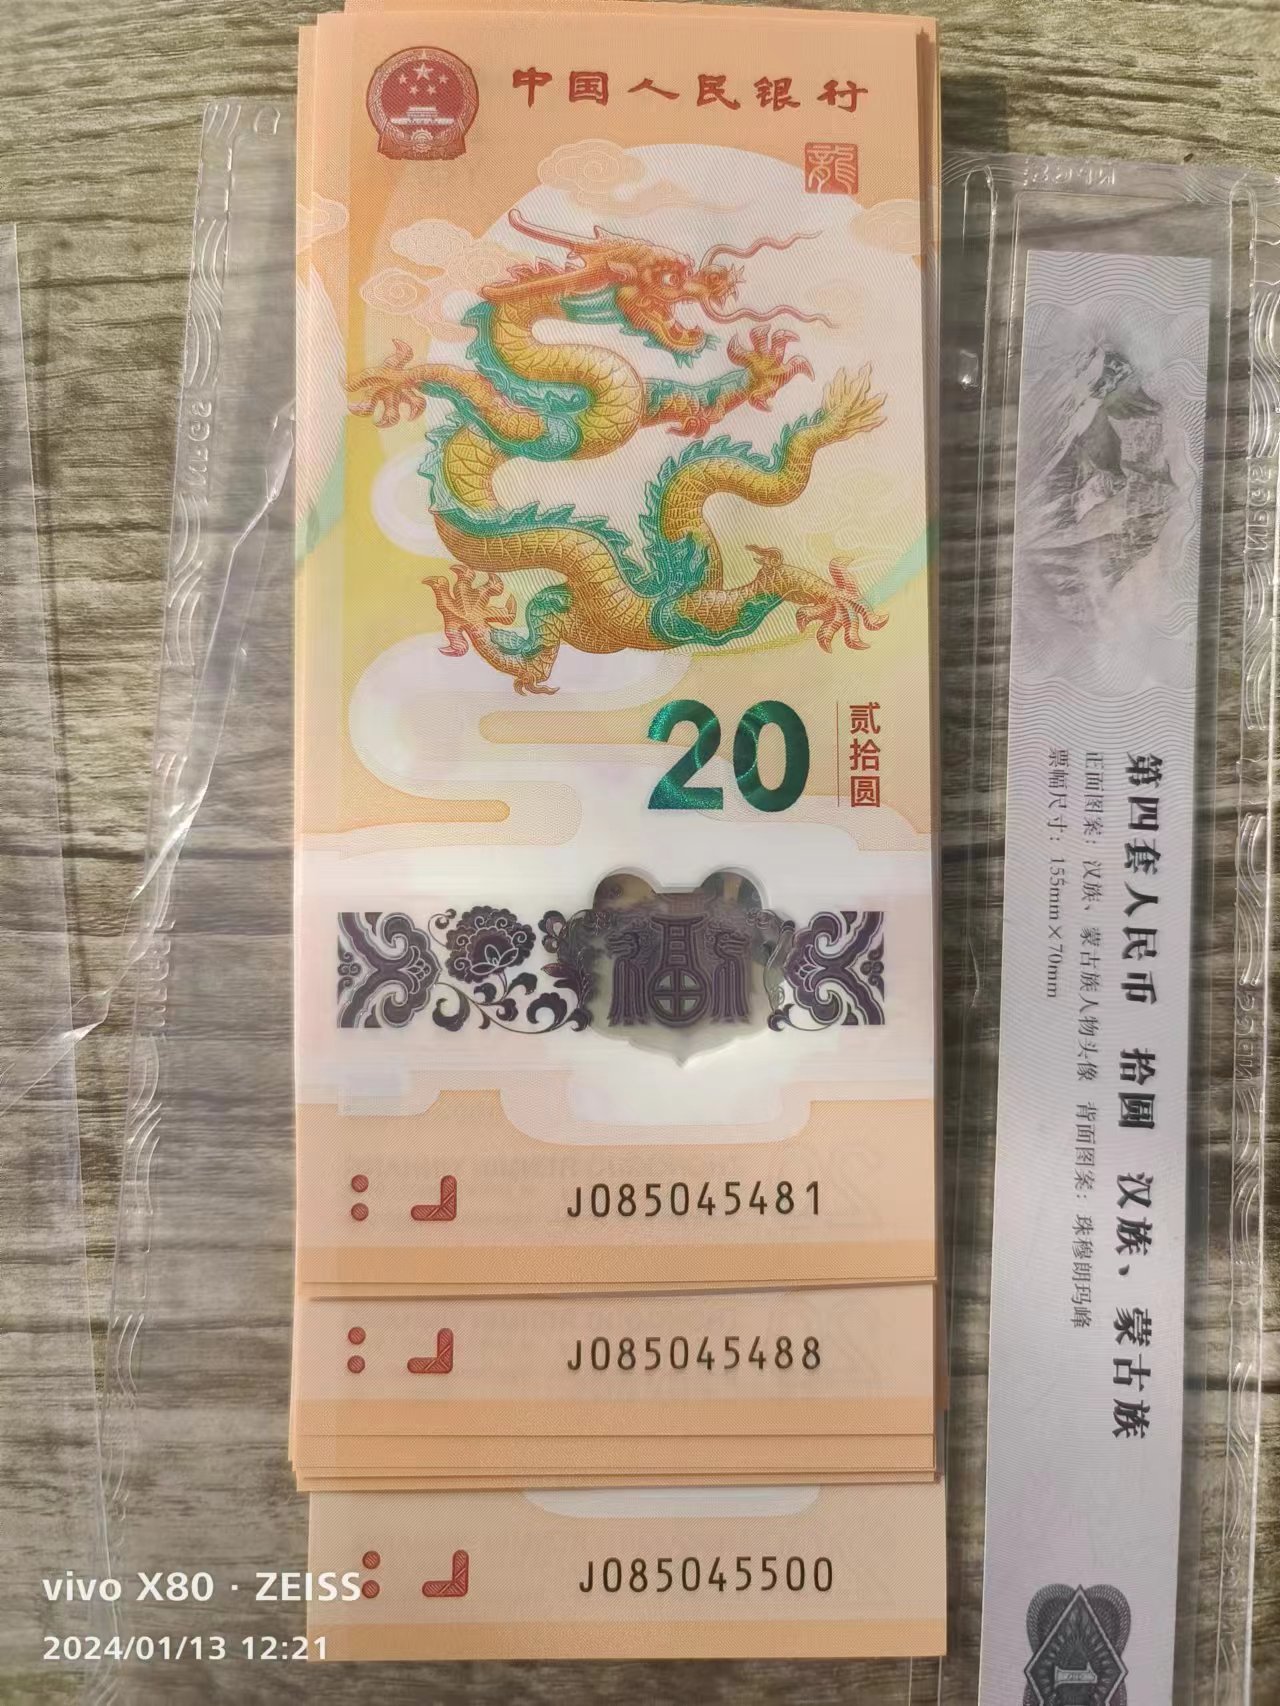 中国人民银行
龍
20
贰拾圆
J085045481
J085045488
J085045500
第四套人民币 拾圆 汉族、蒙古族
正面图案：汉族、蒙古族人物头像 背面图案：珠穆朗玛峰
票幅尺寸：155mm×70mm
1
vivo X80 · ZEISS
2024/01/13 12:21